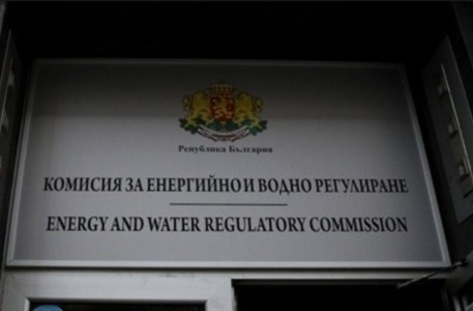 Република България
КОМИСИЯ ЗА ЕНЕРГИЙНО И ВОДНО РЕГУЛИРАНЕ
ENERGY AND WATER REGULATORY COMMISSION